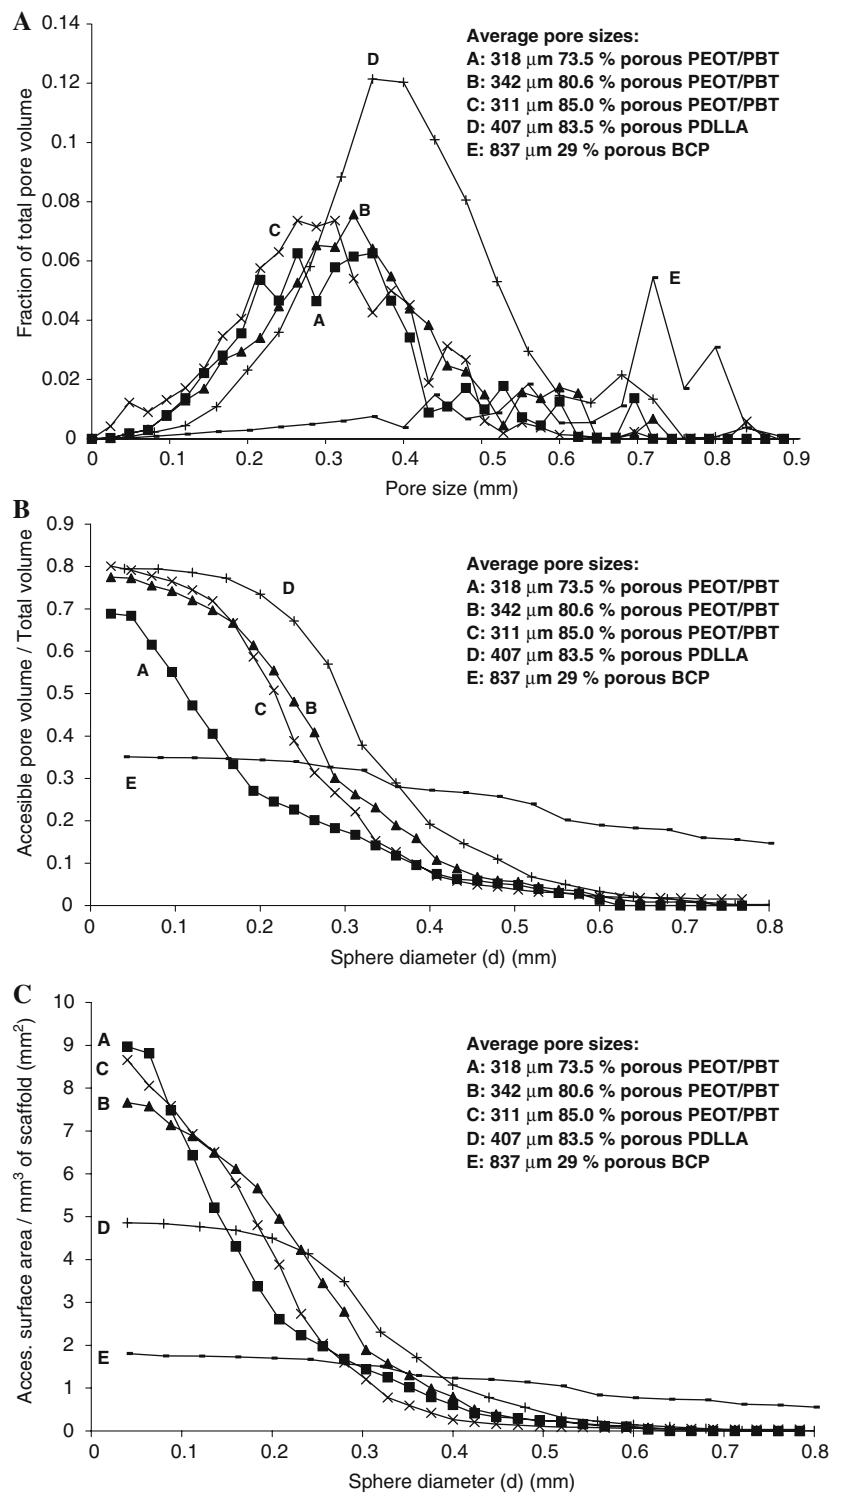 A
0.14
0.12
0.1
0.08
0.06
0.04
0.02
0
Fraction of total pore volume
D
B
C
A
E
Average pore sizes:
A: 318 μm 73.5 % porous PEOT/PBT
B: 342 μm 80.6 % porous PEOT/PBT
C: 311 μm 85.0 % porous PEOT/PBT
D: 407 μm 83.5 % porous PDLLA
E: 837 μm 29 % porous BCP
0 0.1 0.2 0.3 0.4 0.5 0.6 0.7 0.8 0.9
Pore size (mm)
B
0.9
0.8
0.7
0.6
0.5
0.4
0.3
0.2
0.1
0
Accesible pore volume / Total volume
D
A
B
C
E
Average pore sizes:
A: 318 μm 73.5 % porous PEOT/PBT
B: 342 μm 80.6 % porous PEOT/PBT
C: 311 μm 85.0 % porous PEOT/PBT
D: 407 μm 83.5 % porous PDLLA
E: 837 μm 29 % porous BCP
0 0.1 0.2 0.3 0.4 0.5 0.6 0.7 0.8
Sphere diameter (d) (mm)
C
10
9
8
7
6
5
4
3
2
1
0
Acces. surface area / mm³ of scaffold (mm²)
A
C
B
D
E
Average pore sizes:
A: 318 μm 73.5 % porous PEOT/PBT
B: 342 μm 80.6 % porous PEOT/PBT
C: 311 μm 85.0 % porous PEOT/PBT
D: 407 μm 83.5 % porous PDLLA
E: 837 μm 29 % porous BCP
0 0.1 0.2 0.3 0.4 0.5 0.6 0.7 0.8
Sphere diameter (d) (mm)